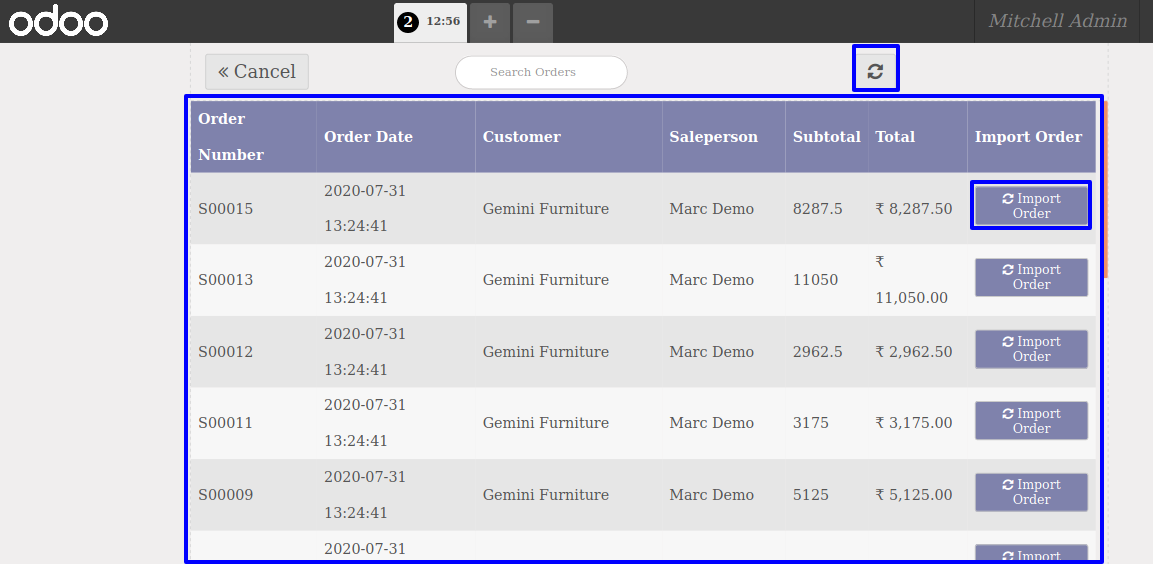 odoo
2 12:56
Mitchell Admin
Cancel
Search Orders
Order Number Order Date Customer Saleperson Subtotal Total Import Order
S00015 2020-07-31 13:24:41 Gemini Furniture Marc Demo 8287.5 ₹ 8,287.50 Import Order
S00013 2020-07-31 13:24:41 Gemini Furniture Marc Demo 11050 ₹ 11,050.00 Import Order
S00012 2020-07-31 13:24:41 Gemini Furniture Marc Demo 2962.5 ₹ 2,962.50 Import Order
S00011 2020-07-31 13:24:41 Gemini Furniture Marc Demo 3175 ₹ 3,175.00 Import Order
S00009 2020-07-31 13:24:41 Gemini Furniture Marc Demo 5125 ₹ 5,125.00 Import Order
2020-07-31 Import